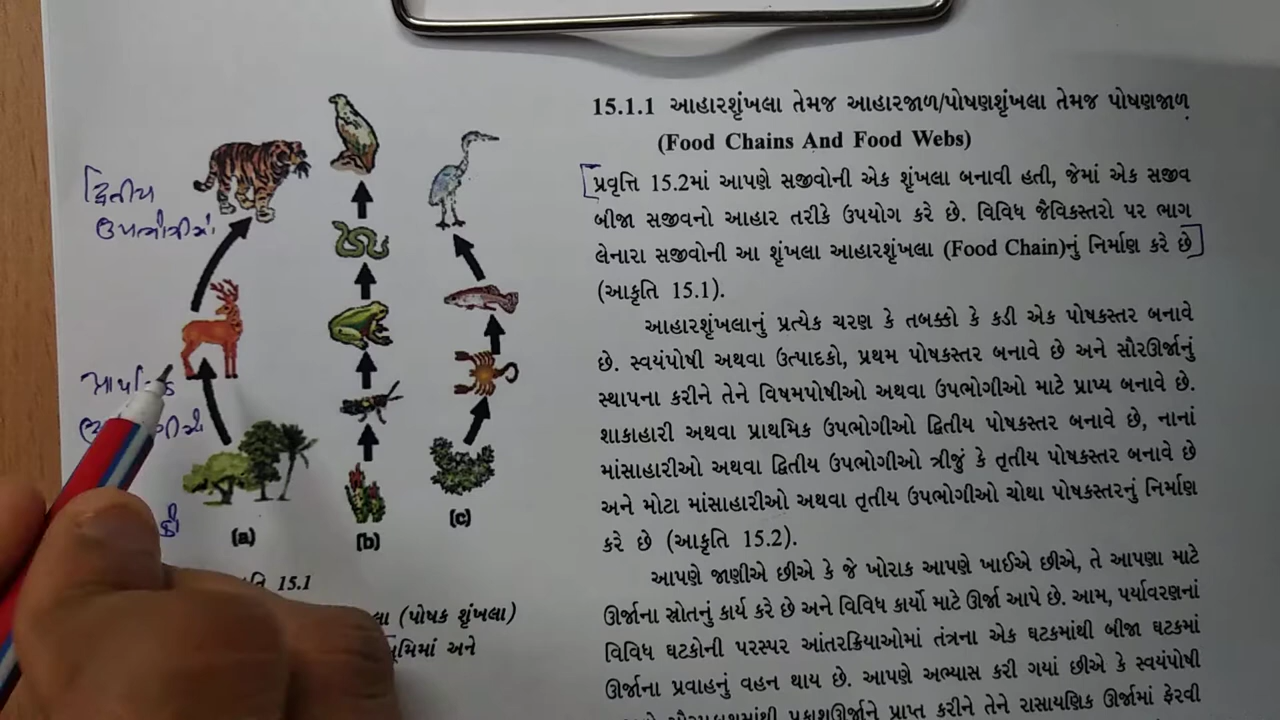 દ્વિતીય
(a)
(b)
(c)
15.1
(પોષક શૃંખલા)
અને
15.1.1 આહારશૃંખલા તેમજ આહારજાળ/પોષણશૃંખલા તેમજ પોષણજાળ
(Food Chains And Food Webs)
પ્રવૃત્તિ 15.2માં આપણે સજીવોની એક શૃંખલા બનાવી હતી, જેમાં એક સજીવ
બીજા સજીવનો આહાર તરીકે ઉપયોગ કરે છે. વિવિધ જૈવિકસ્તરો પર ભાગ
લેનારા સજીવોની આ શૃંખલા આહારશૃંખલા (Food Chain)નું નિર્માણ કરે છે
(આકૃતિ 15.1).
આહારશૃંખલાનું પ્રત્યેક ચરણ કે તબક્કો કે કડી એક પોષકસ્તર બનાવે
છે. સ્વયંપોષી અથવા ઉત્પાદકો, પ્રથમ પોષકસ્તર બનાવે છે અને સૌરઊર્જાનું
સ્થાપના કરીને તેને વિષમપોષીઓ અથવા ઉપભોગીઓ માટે પ્રાપ્ય બનાવે છે.
શાકાહારી અથવા પ્રાથમિક ઉપભોગીઓ દ્વિતીય પોષકસ્તર બનાવે છે, નાનાં
માંસાહારીઓ અથવા દ્વિતીય ઉપભોગીઓ ત્રીજું કે તૃતીય પોષકસ્તર બનાવે છે
અને મોટા માંસાહારીઓ અથવા તૃતીય ઉપભોગીઓ ચોથા પોષકસ્તરનું નિર્માણ
કરે છે (આકૃતિ 15.2).
આપણે જાણીએ છીએ કે જે ખોરાક આપણે ખાઈએ છીએ, તે આપણા માટે
ઊર્જાના સ્રોતનું કાર્ય કરે છે અને વિવિધ કાર્યો માટે ઊર્જા આપે છે. આમ, પર્યાવરણનાં
વિવિધ ઘટકોની પરસ્પર આંતરક્રિયાઓમાં તંત્રના એક ઘટકમાંથી બીજા ઘટકમાં
ઊર્જાના પ્રવાહનું વહન થાય છે. આપણે અભ્યાસ કરી ગયાં છીએ કે સ્વયંપોષી
પ્રાપ્ત કરીને તેને રાસાયણિક ઊર્જામાં ફેરવી